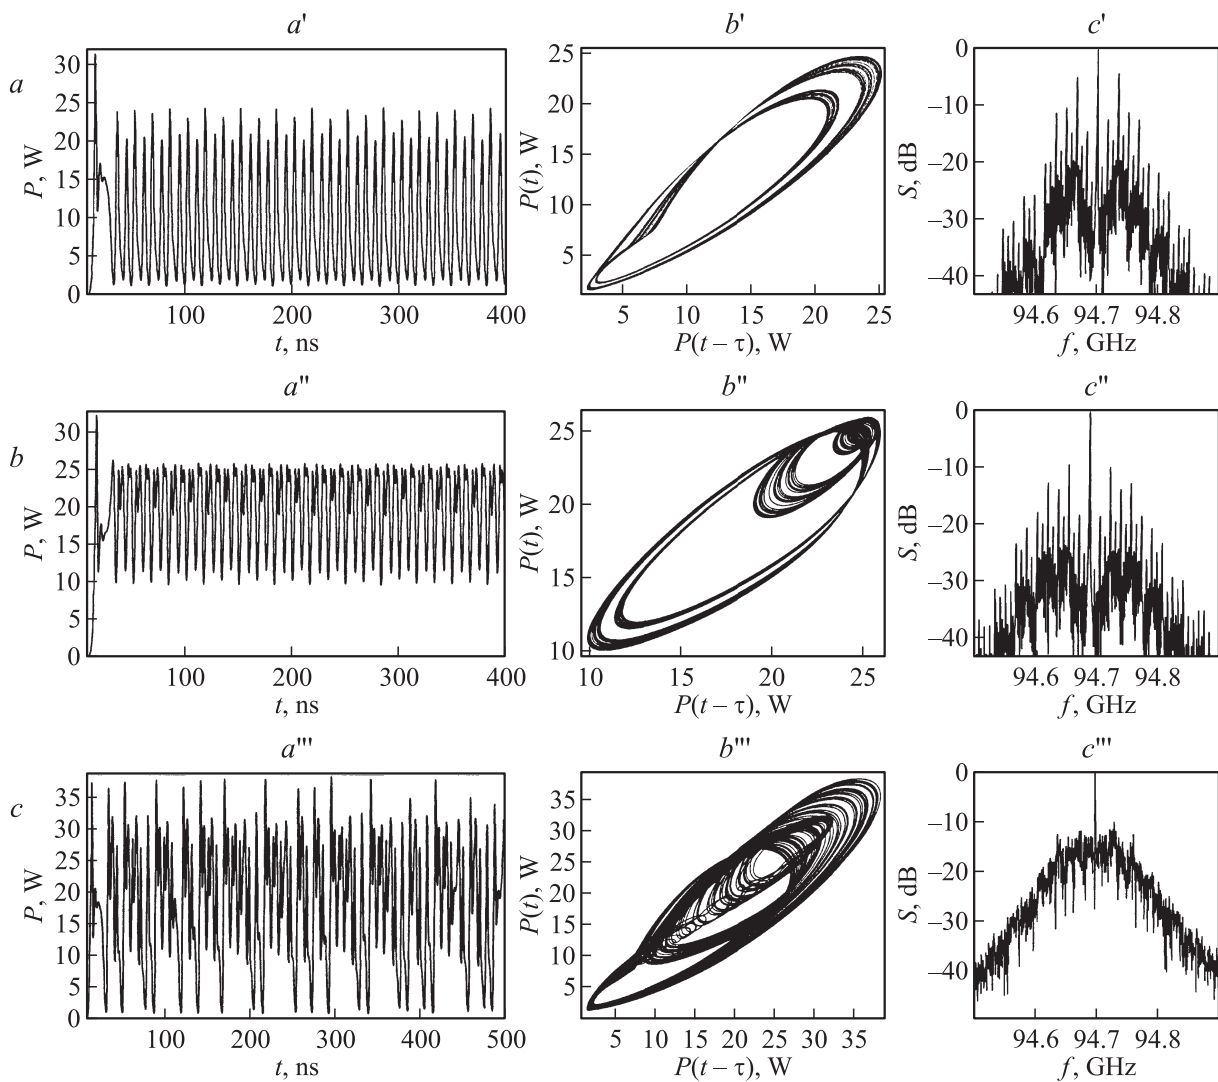 a' b' c'
a
P, W
30
25
20
15
10
5
0
100 200 300 400
t, ns
P(t), W
25
20
15
10
5
5 10 15 20 25
P(t – τ), W
S, dB
0
–10
–20
–30
–40
94.6 94.7 94.8
f, GHz
a'' b'' c''
b
P, W
30
25
20
15
10
5
0
100 200 300 400
t, ns
P(t), W
25
20
15
10
10 15 20 25
P(t – τ), W
S, dB
0
–10
–20
–30
–40
94.6 94.7 94.8
f, GHz
a''' b''' c'''
c
P, W
35
30
25
20
15
10
5
0
100 200 300 400 500
t, ns
P(t), W
35
30
25
20
15
10
5
5 10 15 20 25 30 35
P(t – τ), W
S, dB
0
–10
–20
–30
–40
94.6 94.7 94.8
f, GHz